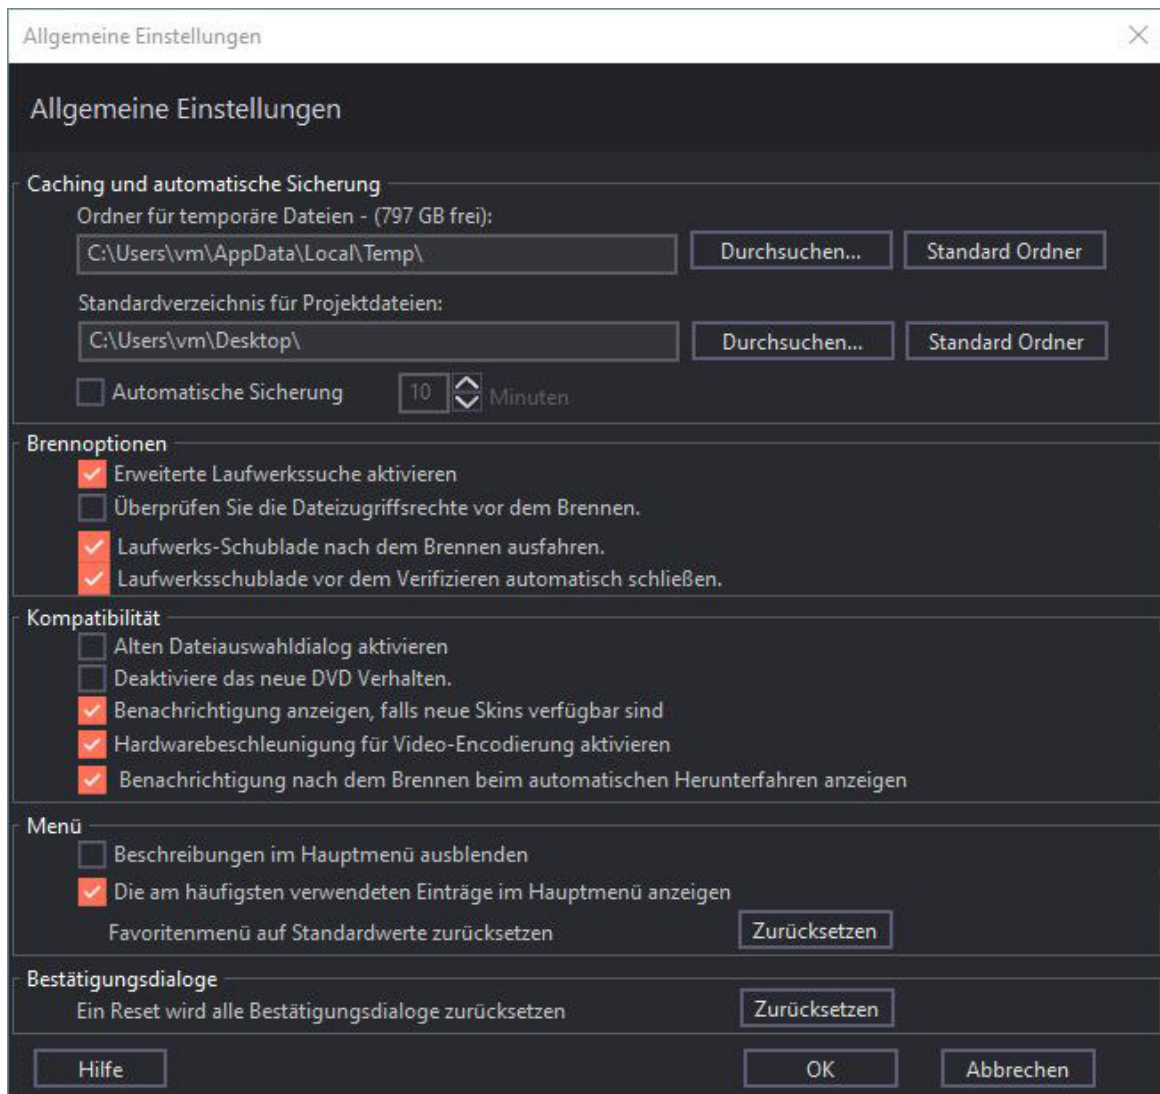 Allgemeine Einstellungen
Allgemeine Einstellungen
Caching und automatische Sicherung
Ordner für temporäre Dateien - (797 GB frei):
C:\Users\vm\AppData\Local\Temp\ Durchsuchen... Standard Ordner
Standardverzeichnis für Projektdateien:
C:\Users\vm\Desktop\ Durchsuchen... Standard Ordner
Automatische Sicherung 10 Minuten
Brennoptionen
Erweiterte Laufwerkssuche aktivieren
Überprüfen Sie die Dateizugriffsrechte vor dem Brennen.
Laufwerks-Schublade nach dem Brennen ausfahren.
Laufwerksschublade vor dem Verifizieren automatisch schließen.
Kompatibilität
Alten Dateiauswahldialog aktivieren
Deaktiviere das neue DVD Verhalten.
Benachrichtigung anzeigen, falls neue Skins verfügbar sind
Hardwarebeschleunigung für Video-Encodierung aktivieren
Benachrichtigung nach dem Brennen beim automatischen Herunterfahren anzeigen
Menü
Beschreibungen im Hauptmenü ausblenden
Die am häufigsten verwendeten Einträge im Hauptmenü anzeigen
Favoritenmenü auf Standardwerte zurücksetzen Zurücksetzen
Bestätigungsdialoge
Ein Reset wird alle Bestätigungsdialoge zurücksetzen Zurücksetzen
Hilfe OK Abbrechen